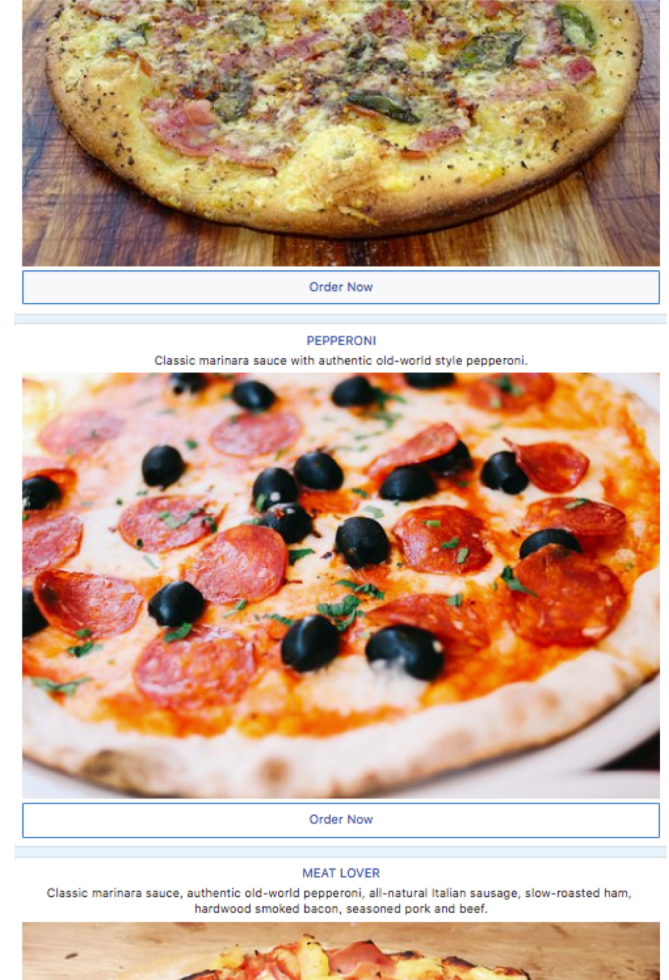 Order Now
PEPPERONI
Classic marinara sauce with authentic old-world style pepperoni.
Order Now
MEAT LOVER
Classic marinara sauce, authentic old-world pepperoni, all-natural Italian sausage, slow-roasted ham,
hardwood smoked bacon, seasoned pork and beef.